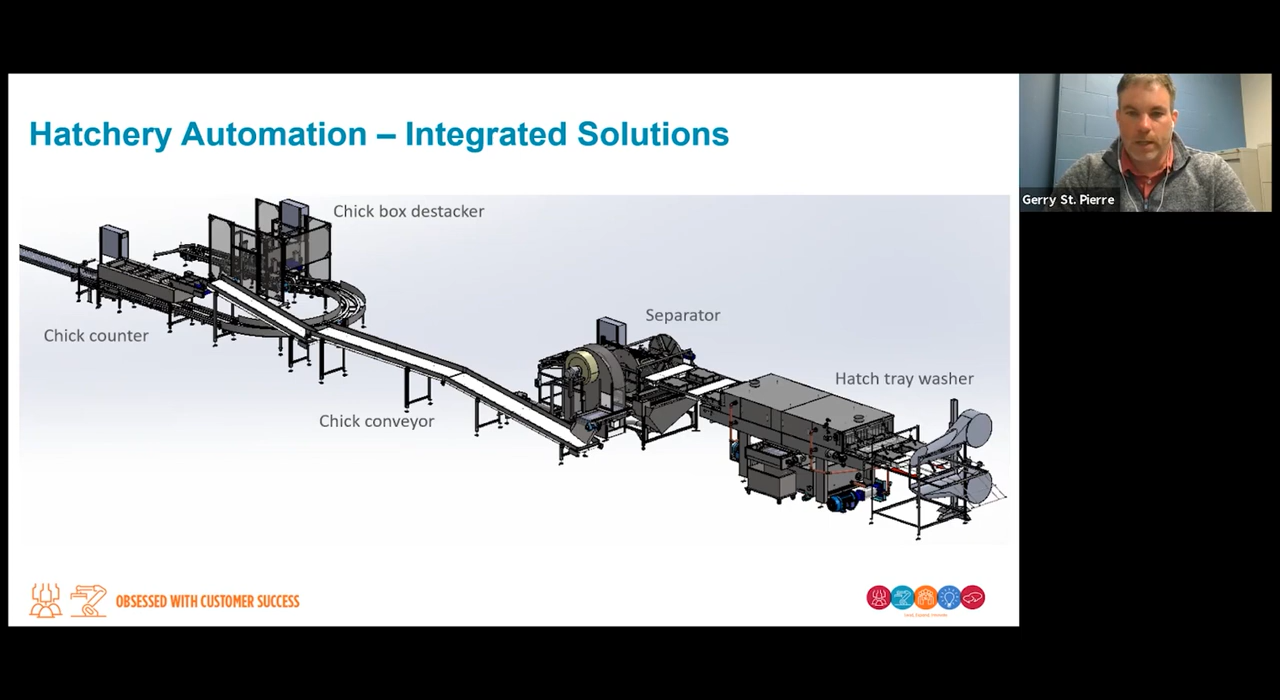 Hatchery Automation – Integrated Solutions
Gerry St. Pierre
Chick box destacker
Chick counter
Separator
Hatch tray washer
Chick conveyor
OBSESSED WITH CUSTOMER SUCCESS